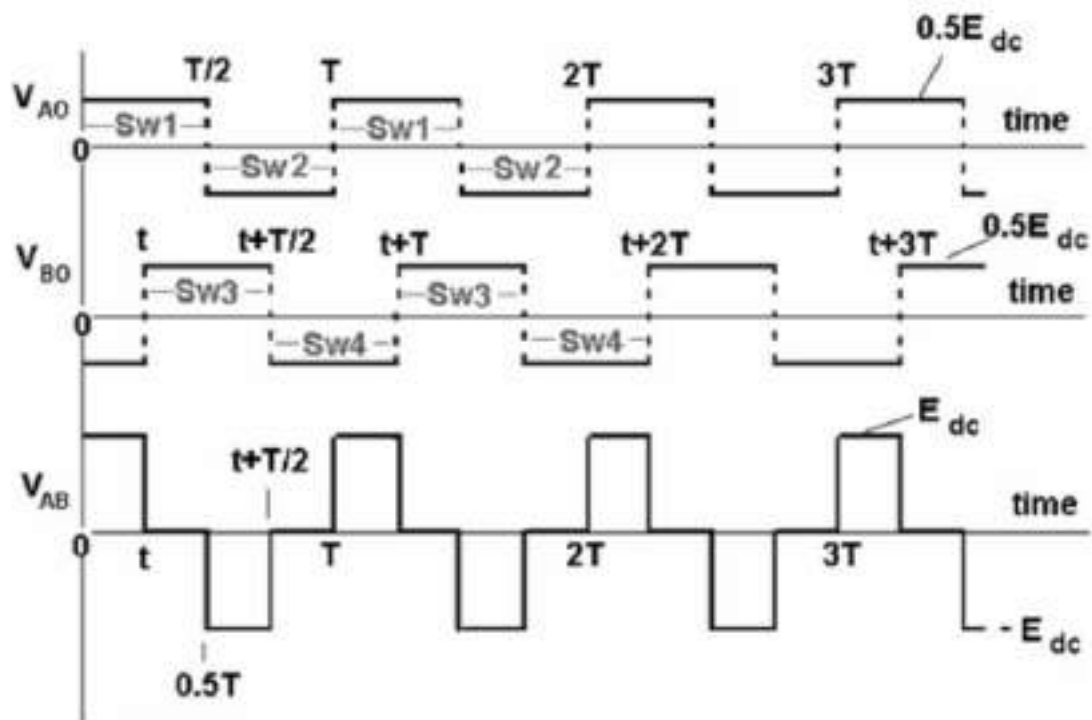 0.5E dc
T/2 T 2T 3T
V AO
Sw1 Sw1 time
0
Sw2 Sw2
t t+T/2 t+T t+2T t+3T 0.5E dc
V BO
Sw3 Sw3 time
0
Sw4 Sw4
E dc
t+T/2
V AB time
0
t T 2T 3T
- E dc
0.5T